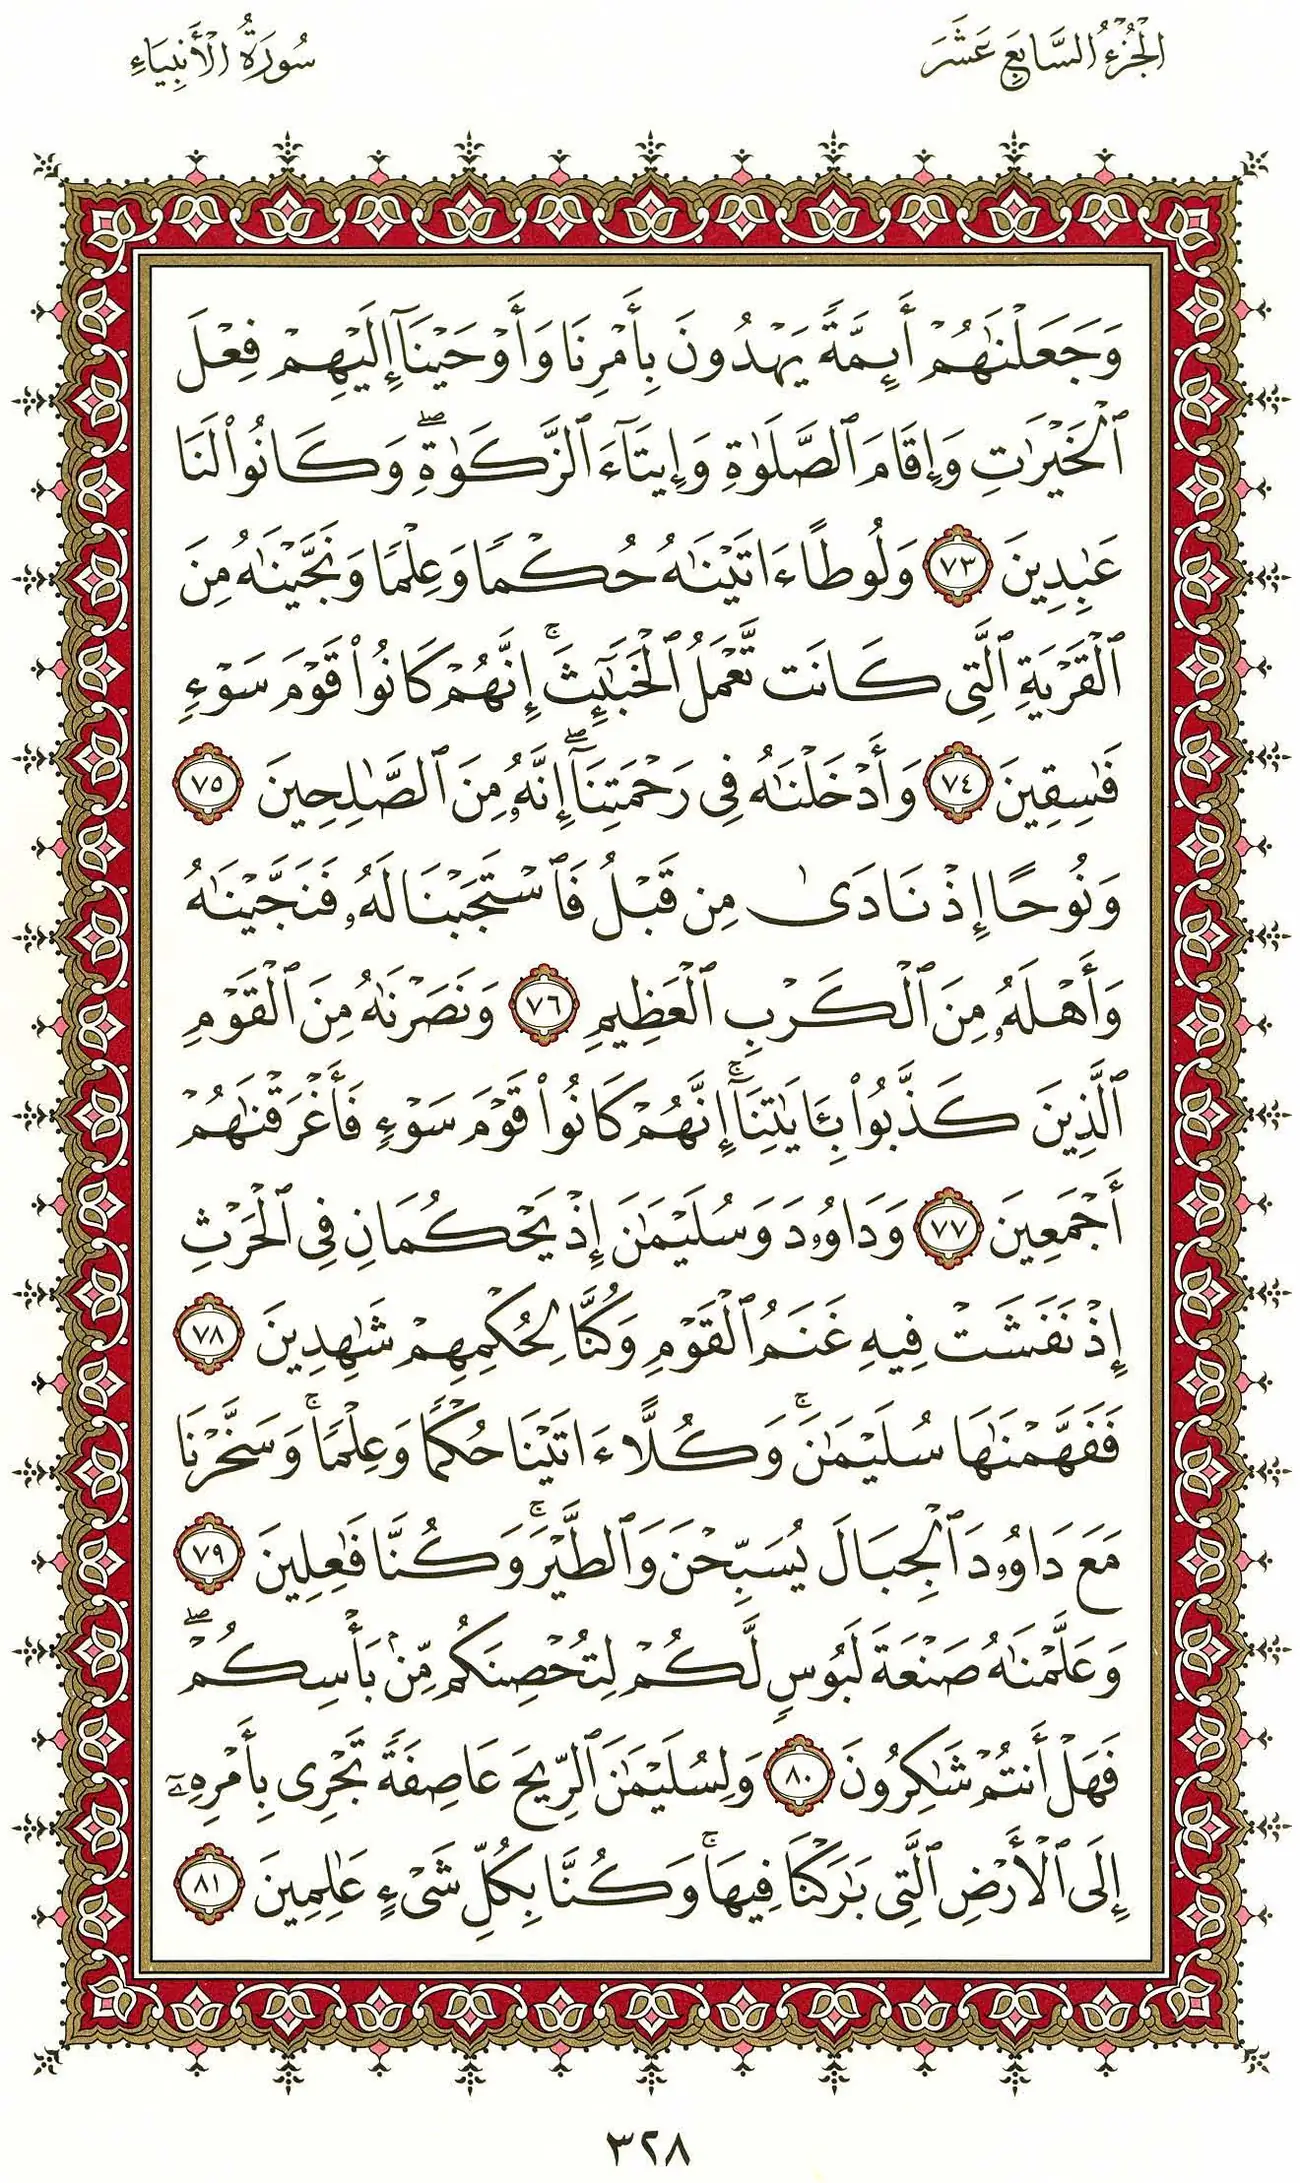 الجُزْءُ السَّابِعَ عَشَرَ
سُورَةُ الأَنبِيَاءِ
وَجَعَلْنَٰهُمْ أَئِمَّةً يَهْدُونَ بِأَمْرِنَا وَأَوْحَيْنَآ إِلَيْهِمْ فِعْلَ
ٱلْخَيْرَٰتِ وَإِقَامَ ٱلصَّلَوٰةِ وَإِيتَآءَ ٱلزَّكَوٰةِ ۖ وَكَانُوا۟ لَنَا
عَٰبِدِينَ ٧٣ وَلُوطًا ءَاتَيْنَٰهُ حُكْمًا وَعِلْمًا وَنَجَّيْنَٰهُ مِنَ
ٱلْقَرْيَةِ ٱلَّتِى كَانَت تَّعْمَلُ ٱلْخَبَٰٓئِثَ ۚ إِنَّهُمْ كَانُوا۟ قَوْمَ سَوْءٍ
فَٰسِقِينَ ٧٤ وَأَدْخَلْنَٰهُ فِى رَحْمَتِنَآ ۖ إِنَّهُۥ مِنَ ٱلصَّٰلِحِينَ ٧٥
وَنُوحًا إِذْ نَادَىٰ مِن قَبْلُ فَٱسْتَجَبْنَا لَهُۥ فَنَجَّيْنَٰهُ
وَأَهْلَهُۥ مِنَ ٱلْكَرْبِ ٱلْعَظِيمِ ٧٦ وَنَصَرْنَٰهُ مِنَ ٱلْقَوْمِ
ٱلَّذِينَ كَذَّبُوا۟ بِـَٔايَٰتِنَآ ۚ إِنَّهُمْ كَانُوا۟ قَوْمَ سَوْءٍ فَأَغْرَقْنَٰهُمْ
أَجْمَعِينَ ٧٧ وَدَاوُۥدَ وَسُلَيْمَٰنَ إِذْ يَحْكُمَانِ فِى ٱلْحَرْثِ
إِذْ نَفَشَتْ فِيهِ غَنَمُ ٱلْقَوْمِ وَكُنَّا لِحُكْمِهِمْ شَٰهِدِينَ ٧٨
فَفَهَّمْنَٰهَا سُلَيْمَٰنَ ۚ وَكُلًّا ءَاتَيْنَا حُكْمًا وَعِلْمًا ۚ وَسَخَّرْنَا
مَعَ دَاوُۥدَ ٱلْجِبَالَ يُسَبِّحْنَ وَٱلطَّيْرَ ۚ وَكُنَّا فَٰعِلِينَ ٧٩
وَعَلَّمْنَٰهُ صَنْعَةَ لَبُوسٍ لَّكُمْ لِتُحْصِنَكُم مِّنۢ بَأْسِكُمْ ۖ
فَهَلْ أَنتُمْ شَٰكِرُونَ ٨٠ وَلِسُلَيْمَٰنَ ٱلرِّيحَ عَاصِفَةً تَجْرِى بِأَمْرِهِۦٓ
إِلَى ٱلْأَرْضِ ٱلَّتِى بَٰرَكْنَا فِيهَا ۚ وَكُنَّا بِكُلِّ شَىْءٍ عَٰلِمِينَ ٨١
٣٢٨